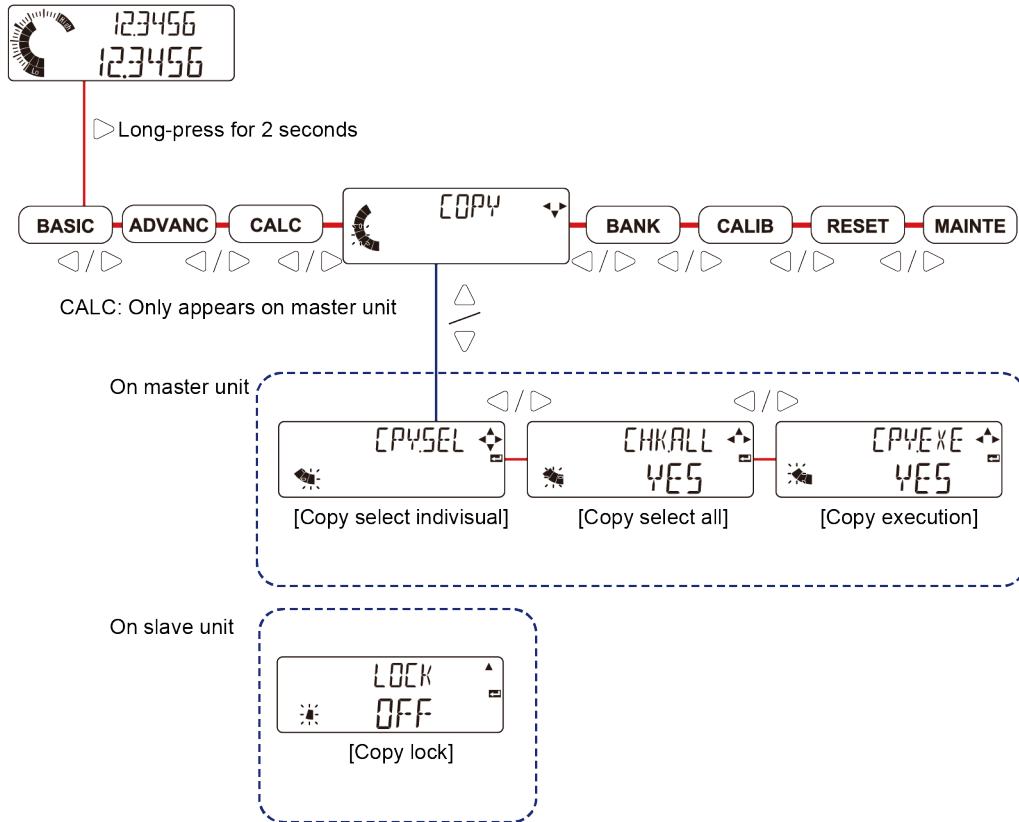 12.3456
12.3456
Lo
Long-press for 2 seconds
BASIC ADVANC CALC COPY BANK CALIB RESET MAINTE
CALC: Only appears on master unit
On master unit
CPY.SEL CHK.ALL CPY.EXE
YES YES
[Copy select indivisual] [Copy select all] [Copy execution]
On slave unit
LOCK
OFF
[Copy lock]